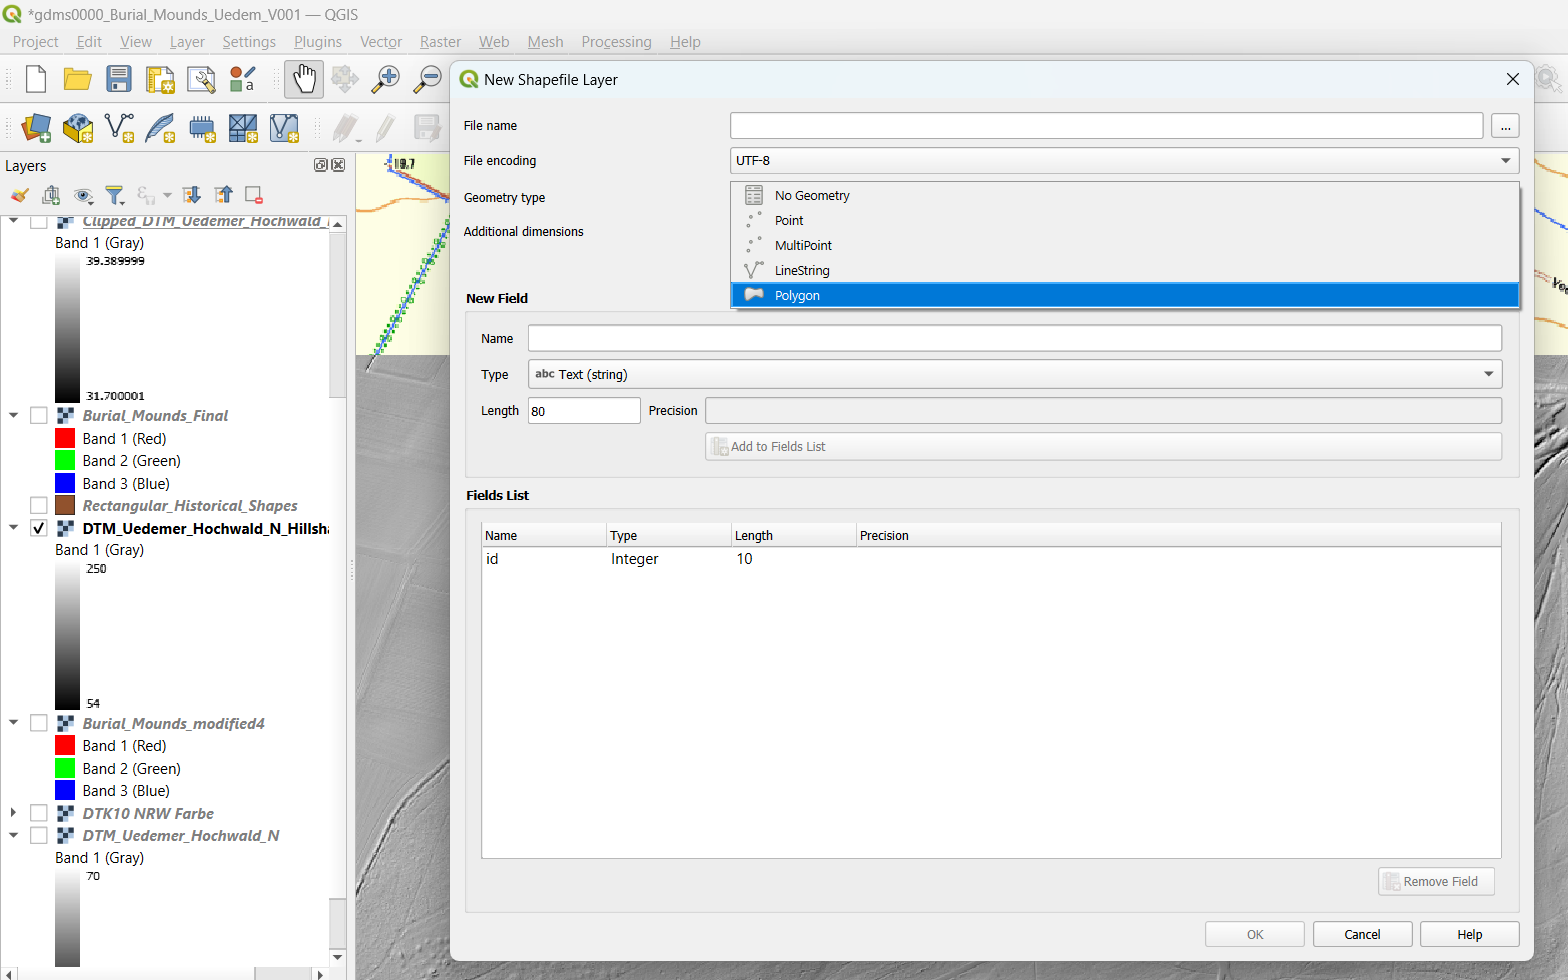 *gdms0000_Burial_Mounds_Uedem_V001 — QGIS
Project Edit View Layer Settings Plugins Vector Raster Web Mesh Processing Help
New Shapefile Layer
File name
...
File encoding
UTF-8
Geometry type
No Geometry
Point
MultiPoint
LineString
Polygon
Additional dimensions
New Field
Name
Type
abc Text (string)
Length 80 Precision
Add to Fields List
Fields List
Name Type Length Precision
id Integer 10
Remove Field
OK Cancel Help
Layers
Clipped_DTM_Uedemer_Hochwald_
Band 1 (Gray)
39.389999
31.700001
Burial_Mounds_Final
Band 1 (Red)
Band 2 (Green)
Band 3 (Blue)
Rectangular_Historical_Shapes
DTM_Uedemer_Hochwald_N_Hillsh
Band 1 (Gray)
250
54
Burial_Mounds_modified4
Band 1 (Red)
Band 2 (Green)
Band 3 (Blue)
DTK10 NRW Farbe
DTM_Uedemer_Hochwald_N
Band 1 (Gray)
70